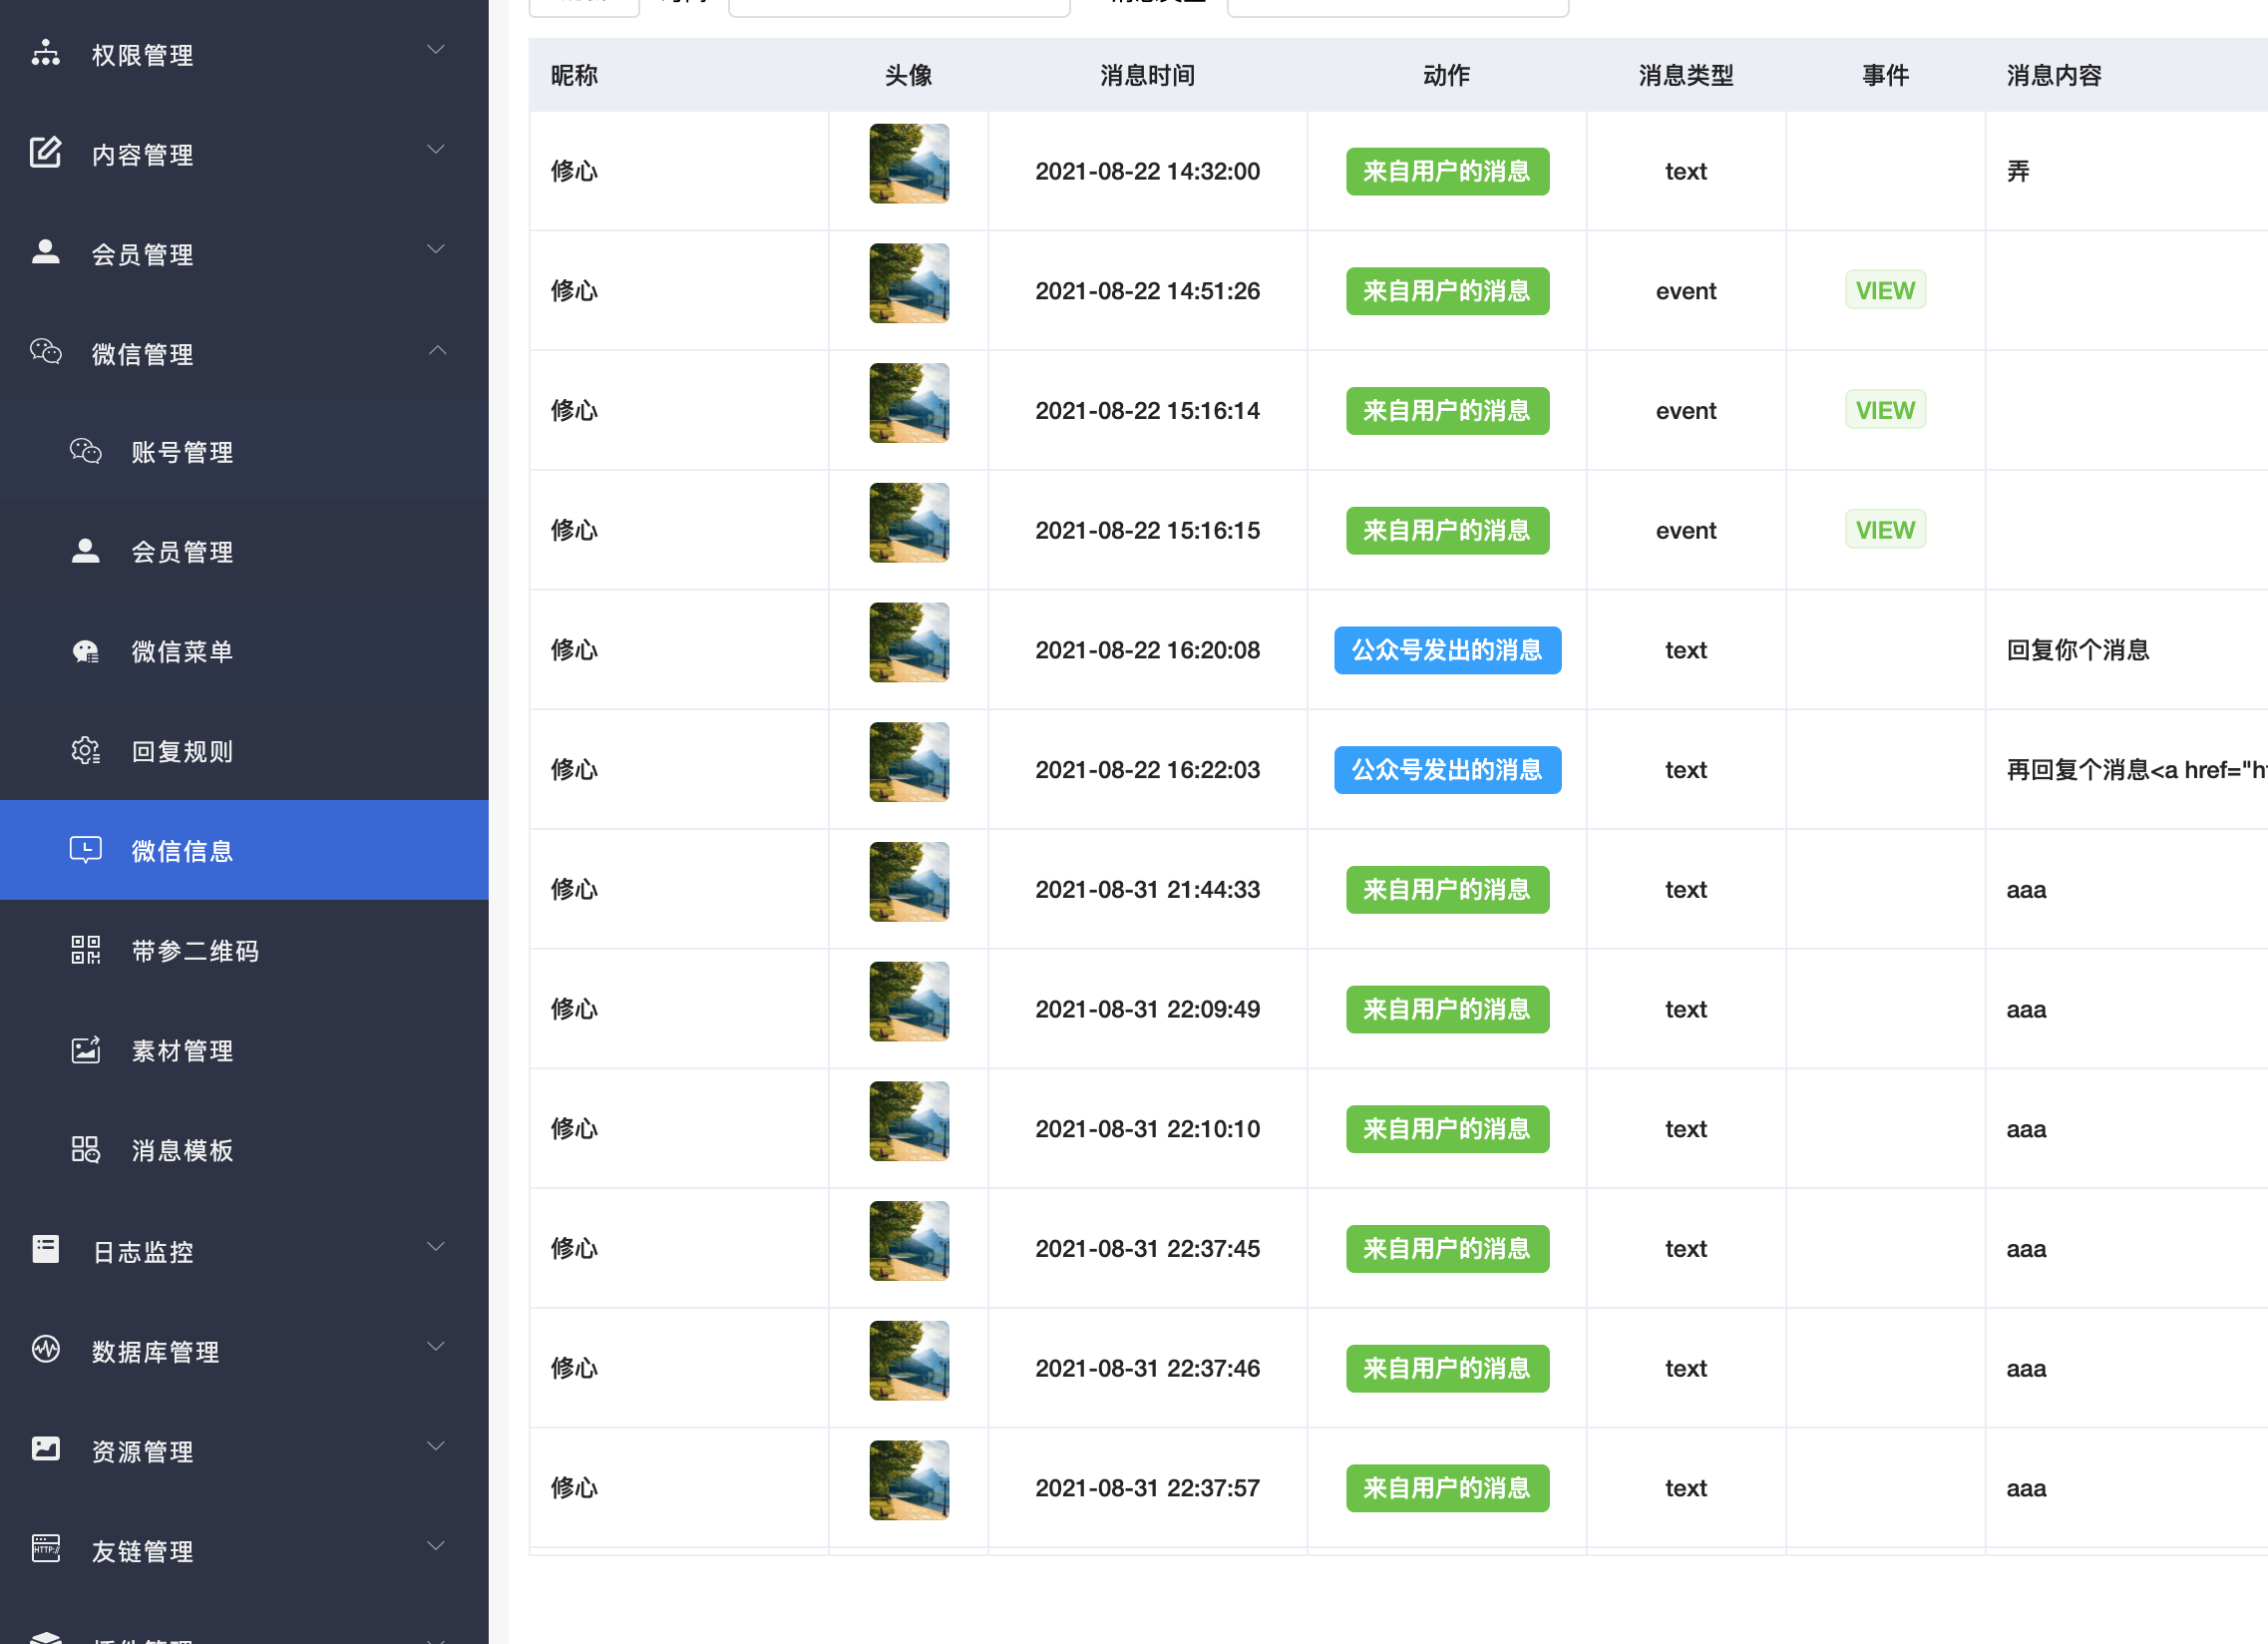 权限管理
内容管理
会员管理
微信管理
账号管理
会员管理
微信菜单
回复规则
微信信息
带参二维码
素材管理
消息模板
日志监控
数据库管理
资源管理
HTTP://
友链管理
昵称 头像 消息时间 动作 消息类型 事件 消息内容
修心 2021-08-22 14:32:00 来自用户的消息 text 弄
修心 2021-08-22 14:51:26 来自用户的消息 event VIEW
修心 2021-08-22 15:16:14 来自用户的消息 event VIEW
修心 2021-08-22 15:16:15 来自用户的消息 event VIEW
修心 2021-08-22 16:20:08 公众号发出的消息 text 回复你个消息
修心 2021-08-22 16:22:03 公众号发出的消息 text 再回复个消息<a href="h
修心 2021-08-31 21:44:33 来自用户的消息 text aaa
修心 2021-08-31 22:09:49 来自用户的消息 text aaa
修心 2021-08-31 22:10:10 来自用户的消息 text aaa
修心 2021-08-31 22:37:45 来自用户的消息 text aaa
修心 2021-08-31 22:37:46 来自用户的消息 text aaa
修心 2021-08-31 22:37:57 来自用户的消息 text aaa